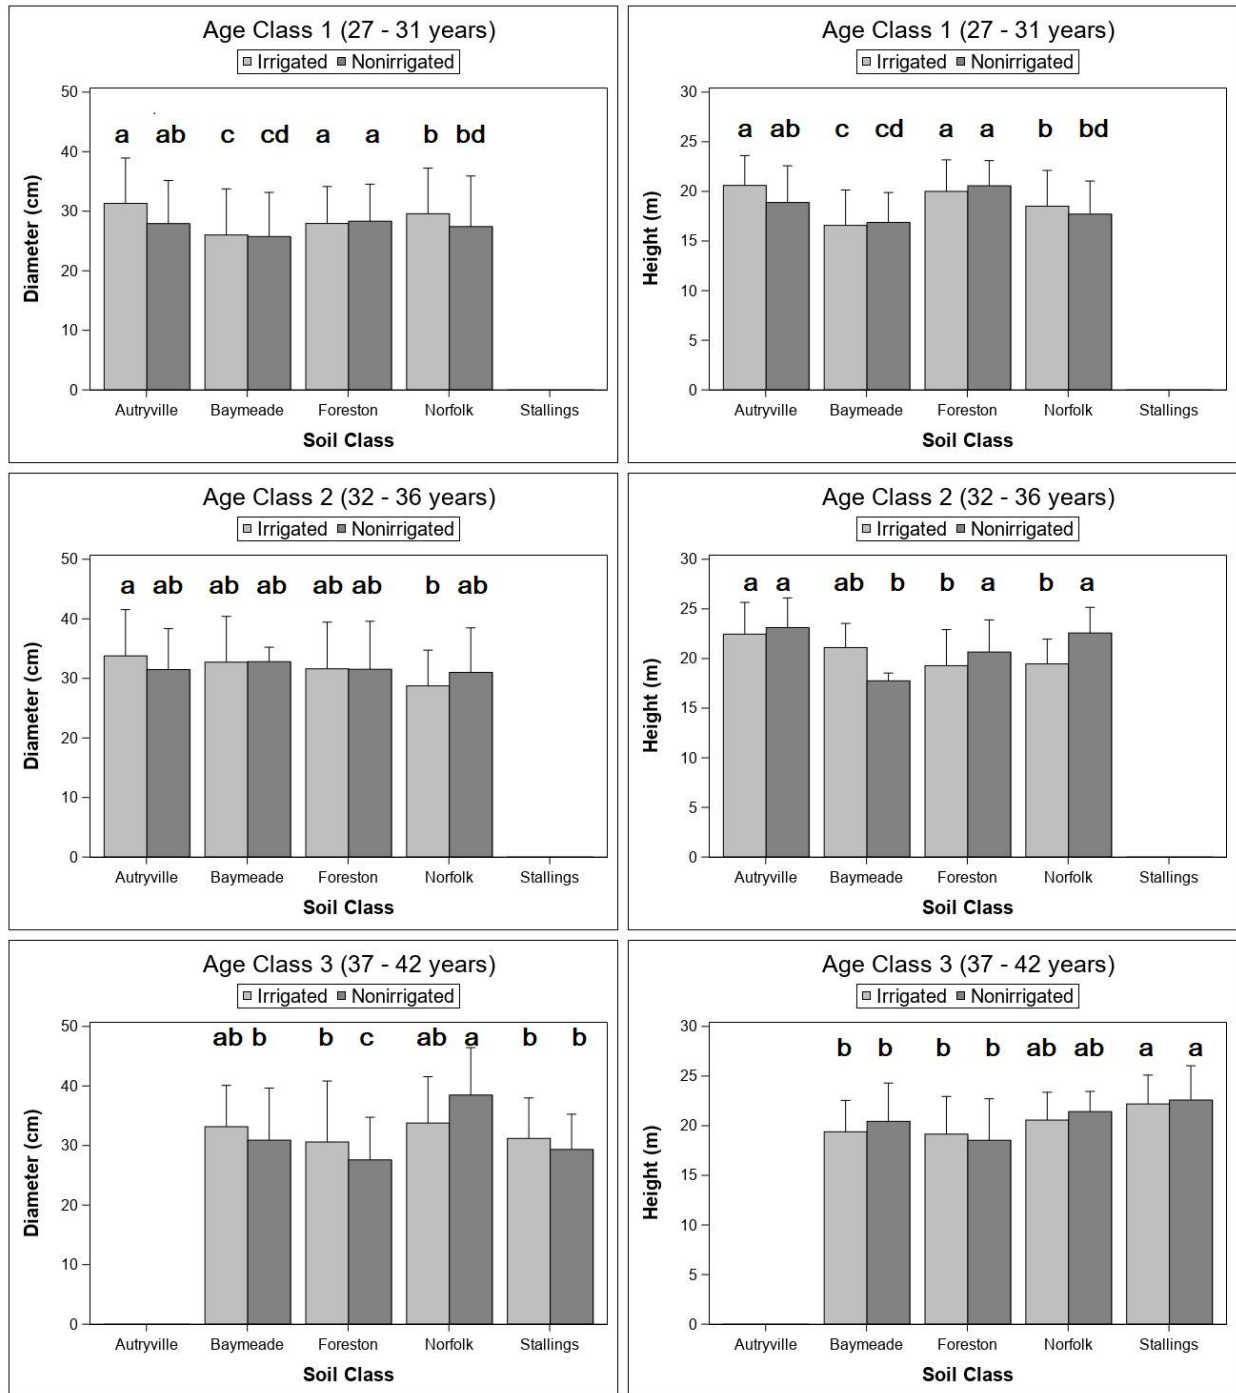 Age Class 1 (27 - 31 years)
Irrigated Nonirrigated
50
40
30
20
10
0
Diameter (cm)
a ab c cd a a b bd
Autryville Baymeade Foreston Norfolk Stallings
Soil Class
Age Class 1 (27 - 31 years)
Irrigated Nonirrigated
30
25
20
15
10
5
0
Height (m)
a ab c cd a a b bd
Autryville Baymeade Foreston Norfolk Stallings
Soil Class
Age Class 2 (32 - 36 years)
Irrigated Nonirrigated
50
40
30
20
10
0
Diameter (cm)
a ab ab ab ab ab b ab
Autryville Baymeade Foreston Norfolk Stallings
Soil Class
Age Class 2 (32 - 36 years)
Irrigated Nonirrigated
30
25
20
15
10
5
0
Height (m)
a a ab b b a b a
Autryville Baymeade Foreston Norfolk Stallings
Soil Class
Age Class 3 (37 - 42 years)
Irrigated Nonirrigated
50
40
30
20
10
0
Diameter (cm)
ab b b c ab a b b
Autryville Baymeade Foreston Norfolk Stallings
Soil Class
Age Class 3 (37 - 42 years)
Irrigated Nonirrigated
30
25
20
15
10
5
0
Height (m)
b b b b ab ab a a
Autryville Baymeade Foreston Norfolk Stallings
Soil Class